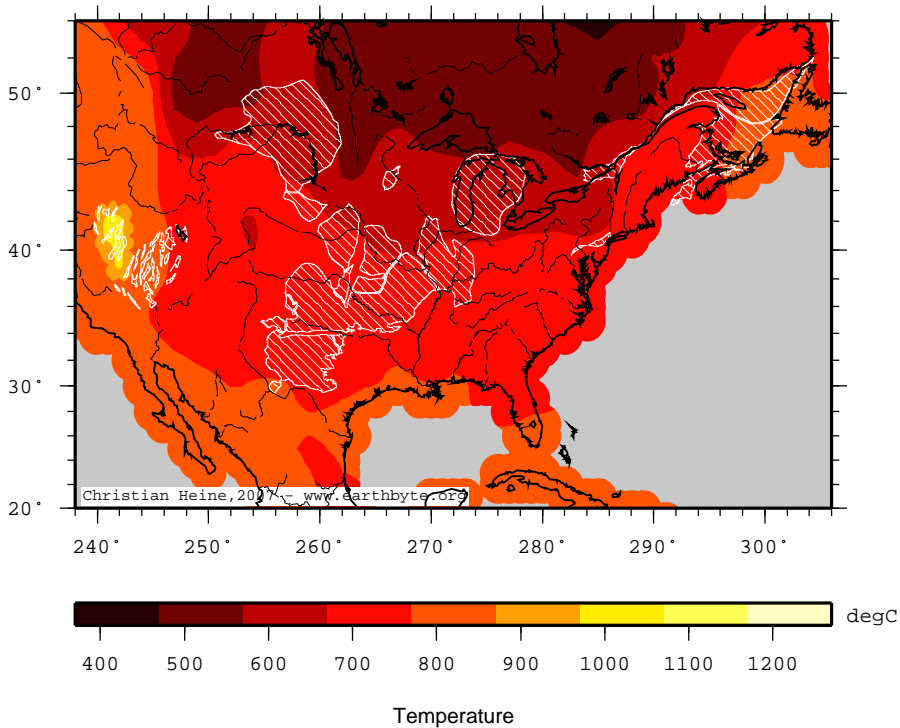 50°
40°
30°
20°
Christian Heine,2007 - www.earthbyte.org
240° 250° 260° 270° 280° 290° 300°
degC
400 500 600 700 800 900 1000 1100 1200
Temperature